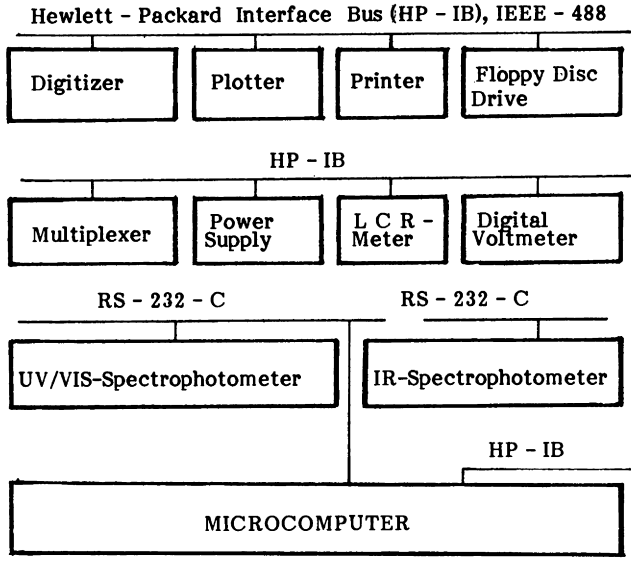 Hewlett - Packard Interface Bus (HP - IB), IEEE - 488
Digitizer
Plotter
Printer
Floppy Disc
Drive
HP - IB
Multiplexer
Power
Supply
L C R -
Meter
Digital
Voltmeter
RS - 232 - C
RS - 232 - C
UV/VIS-Spectrophotometer
IR-Spectrophotometer
HP - IB
MICROCOMPUTER